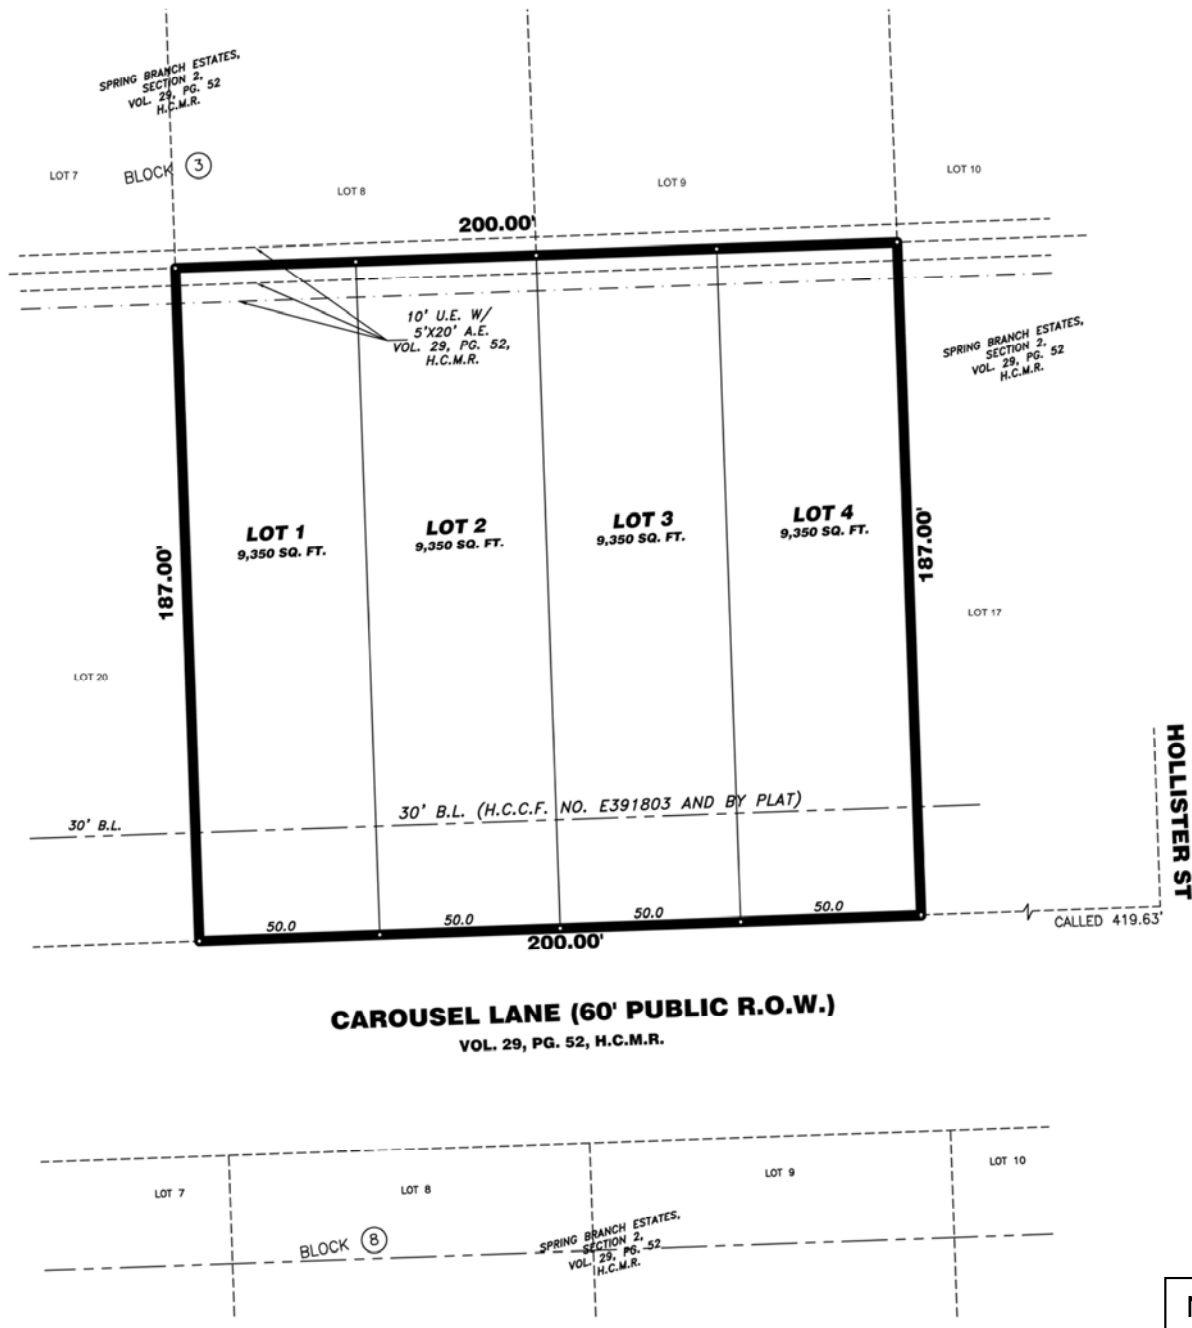 SPRING BRANCH ESTATES,
SECTION 2,
VOL. 29, PG. 52
H.C.M.R.
LOT 7
BLOCK 3
LOT 8
LOT 9
LOT 10
200.00'
10' U.E. W/
5'X20' A.E.
VOL. 29, PG. 52,
H.C.M.R.
SPRING BRANCH ESTATES,
SECTION 2,
VOL. 29, PG. 52
H.C.M.R.
LOT 1
9,350 SQ. FT.
LOT 2
9,350 SQ. FT.
LOT 3
9,350 SQ. FT.
LOT 4
9,350 SQ. FT.
187.00'
187.00'
LOT 17
LOT 20
HOLLISTER ST
30' B.L.
30' B.L. (H.C.C.F. NO. E391803 AND BY PLAT)
50.0
50.0
50.0
50.0
200.00'
CALLED 419.63'
CAROUSEL LANE (60' PUBLIC R.O.W.)
VOL. 29, PG. 52, H.C.M.R.
LOT 7
LOT 8
LOT 9
LOT 10
BLOCK 8
SPRING BRANCH ESTATES,
SECTION 2,
VOL. 29, PG. 52
H.C.M.R.